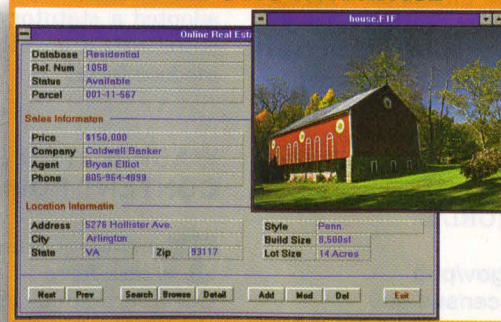 house.FTF
Online Real Esta
Database Residential
Ref. Num 1058
Status Available
Parcel 001-11-567
Sales Informaton
Price $150,000
Company Coldwell Banker
Agent Bryan Elliot
Phone 805-964-4899
Location Informatin
Address 5276 Hollister Ave.
City Arlington
State VA Zip 93117
Style Penn.
Build Size 8,500sf
Lot Size 14 Acres
Next Prev Search Browse Detail Add Mod Del Exit